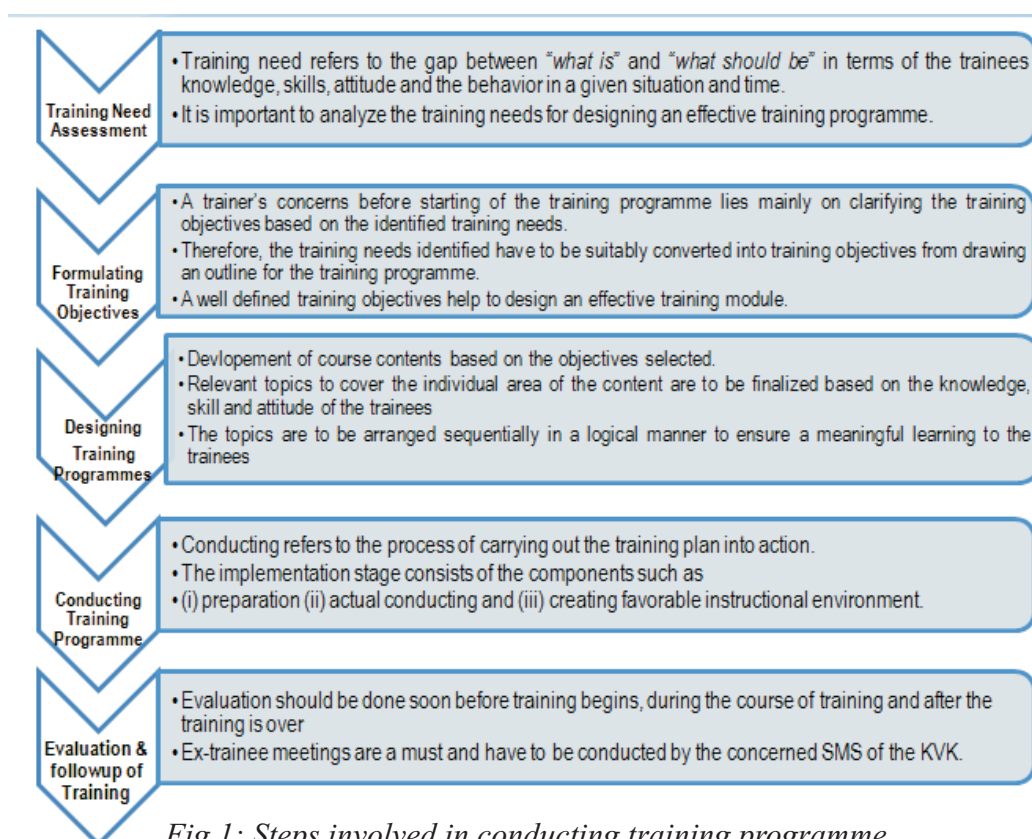 Training Need
Assessment
•Training need refers to the gap between “what is” and “what should be” in terms of the trainees
knowledge, skills, attitude and the behavior in a given situation and time.
•It is important to analyze the training needs for designing an effective training programme.
Formulating
Training
Objectives
•A trainer’s concerns before starting of the training programme lies mainly on clarifying the training
objectives based on the identified training needs.
•Therefore, the training needs identified have to be suitably converted into training objectives from drawing
an outline for the training programme.
•A well defined training objectives help to design an effective training module.
Designing
Training
Programmes
•Devlopement of course contents based on the objectives selected.
•Relevant topics to cover the individual area of the content are to be finalized based on the knowledge,
skill and attitude of the trainees
•The topics are to be arranged sequentially in a logical manner to ensure a meaningful learning to the
trainees
Conducting
Training
Programme
•Conducting refers to the process of carrying out the training plan into action.
•The implementation stage consists of the components such as
•(i) preparation (ii) actual conducting and (iii) creating favorable instructional environment.
Evaluation &
followup of
Training
•Evaluation should be done soon before training begins, during the course of training and after the
training is over
•Ex-trainee meetings are a must and have to be conducted by the concerned SMS of the KVK.
Fig 1: Steps involved in conducting training programme